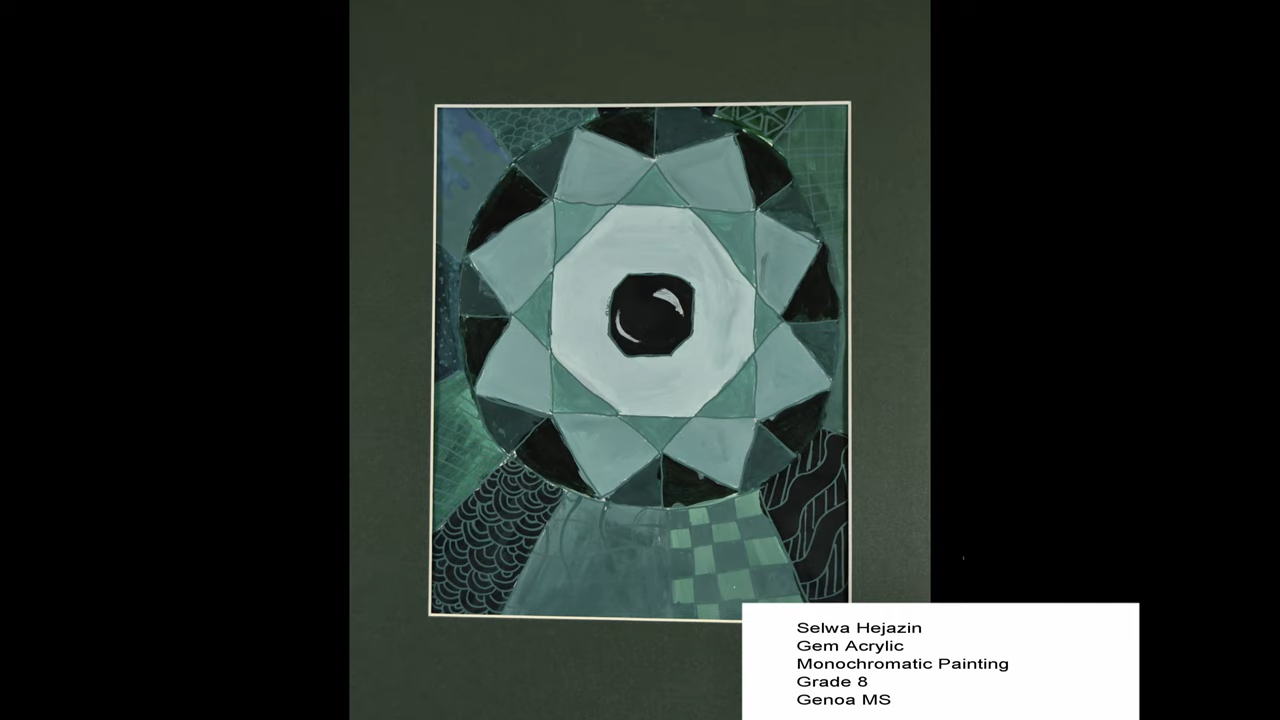 Selwa Hejazin
Gem Acrylic
Monochromatic Painting
Grade 8
Genoa MS